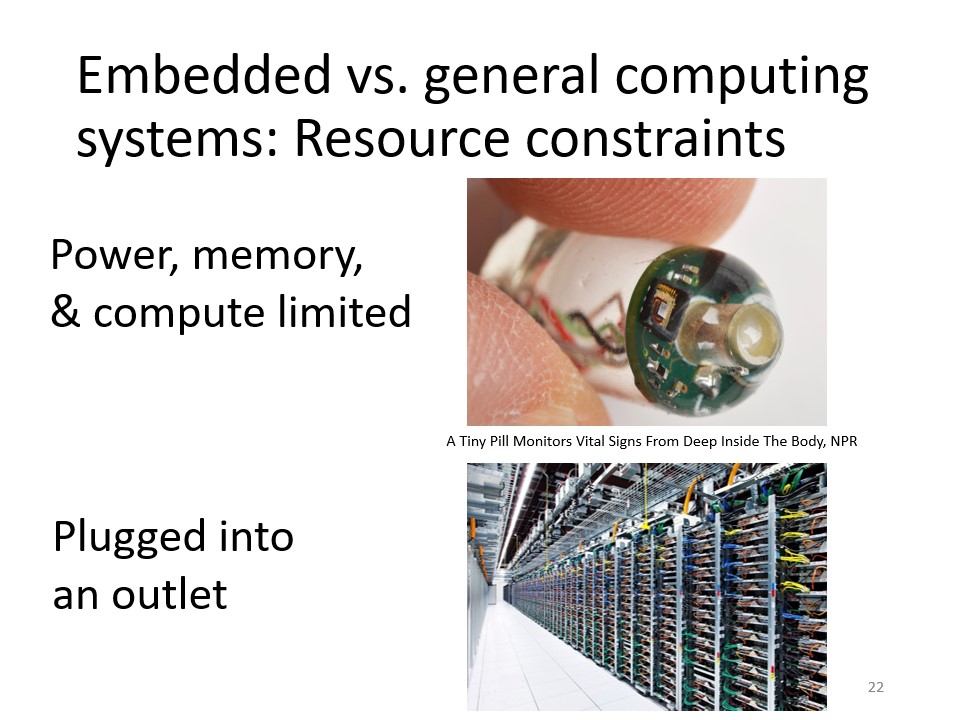 Embedded vs. general computing
systems: Resource constraints
Power, memory,
& compute limited
A Tiny Pill Monitors Vital Signs From Deep Inside The Body, NPR
Plugged into
an outlet
22